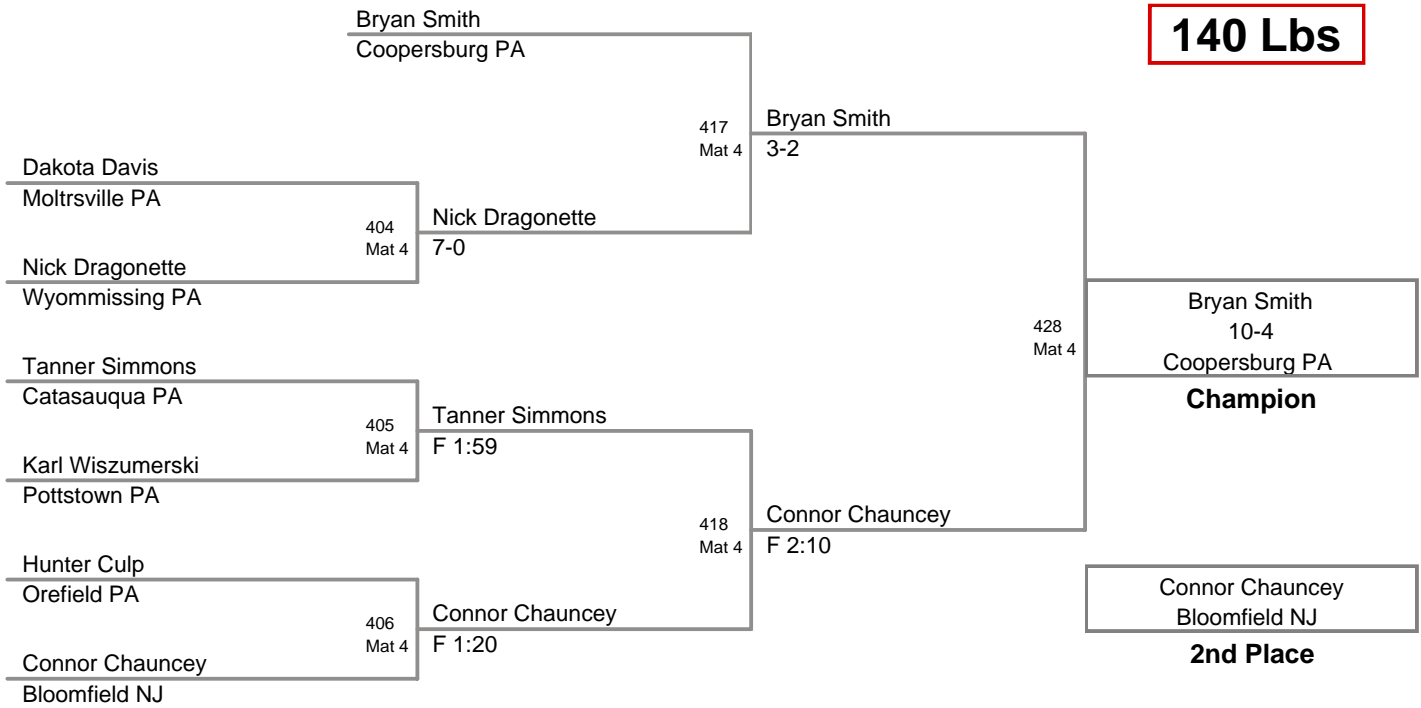 Bryan Smith
Coopersburg PA
140 Lbs
417
Mat 4
Bryan Smith
3-2
Dakota Davis
Moltrsville PA
404
Mat 4
Nick Dragonette
7-0
Nick Dragonette
Wyommissing PA
428
Mat 4
Bryan Smith
10-4
Coopersburg PA
Champion
Tanner Simmons
Catasauqua PA
405
Mat 4
Tanner Simmons
F 1:59
Karl Wiszumerski
Pottstown PA
418
Mat 4
Connor Chauncey
F 2:10
Hunter Culp
Orefield PA
406
Mat 4
Connor Chauncey
F 1:20
Connor Chauncey
Bloomfield NJ
Connor Chauncey
Bloomfield NJ
2nd Place